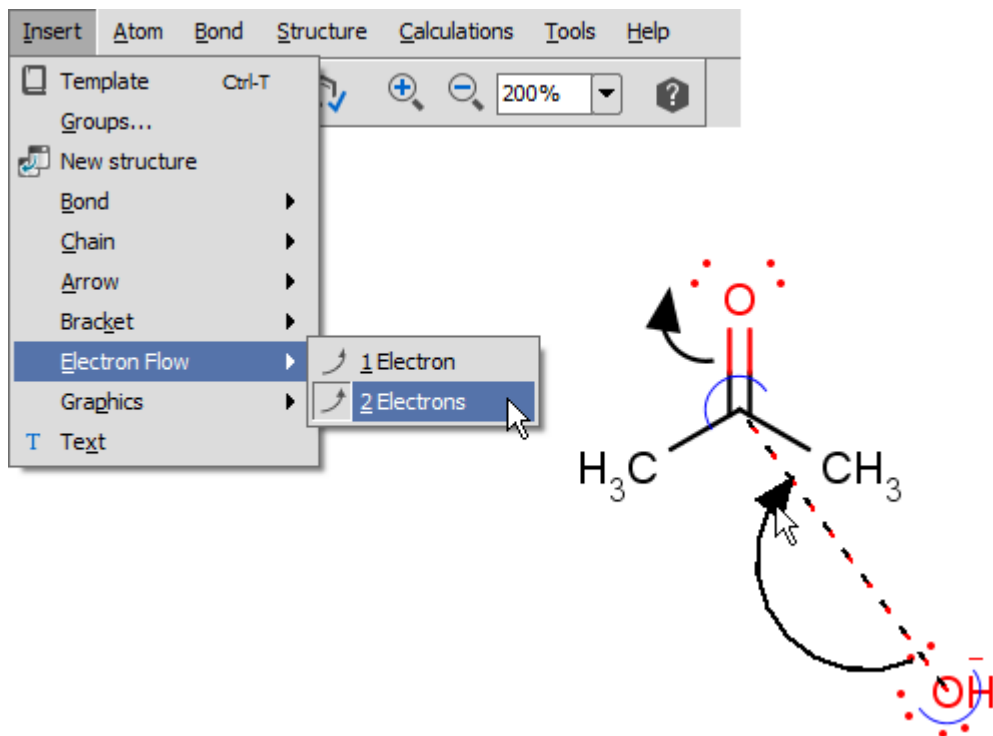 Insert Atom Bond Structure Calculations Tools Help
Template Ctrl-T
200%
?
Groups...
New structure
Bond
Chain
Arrow
Bracket
Electron Flow
1 Electron
Graphics
2 Electrons
T Text
O
H3C CH3
OH